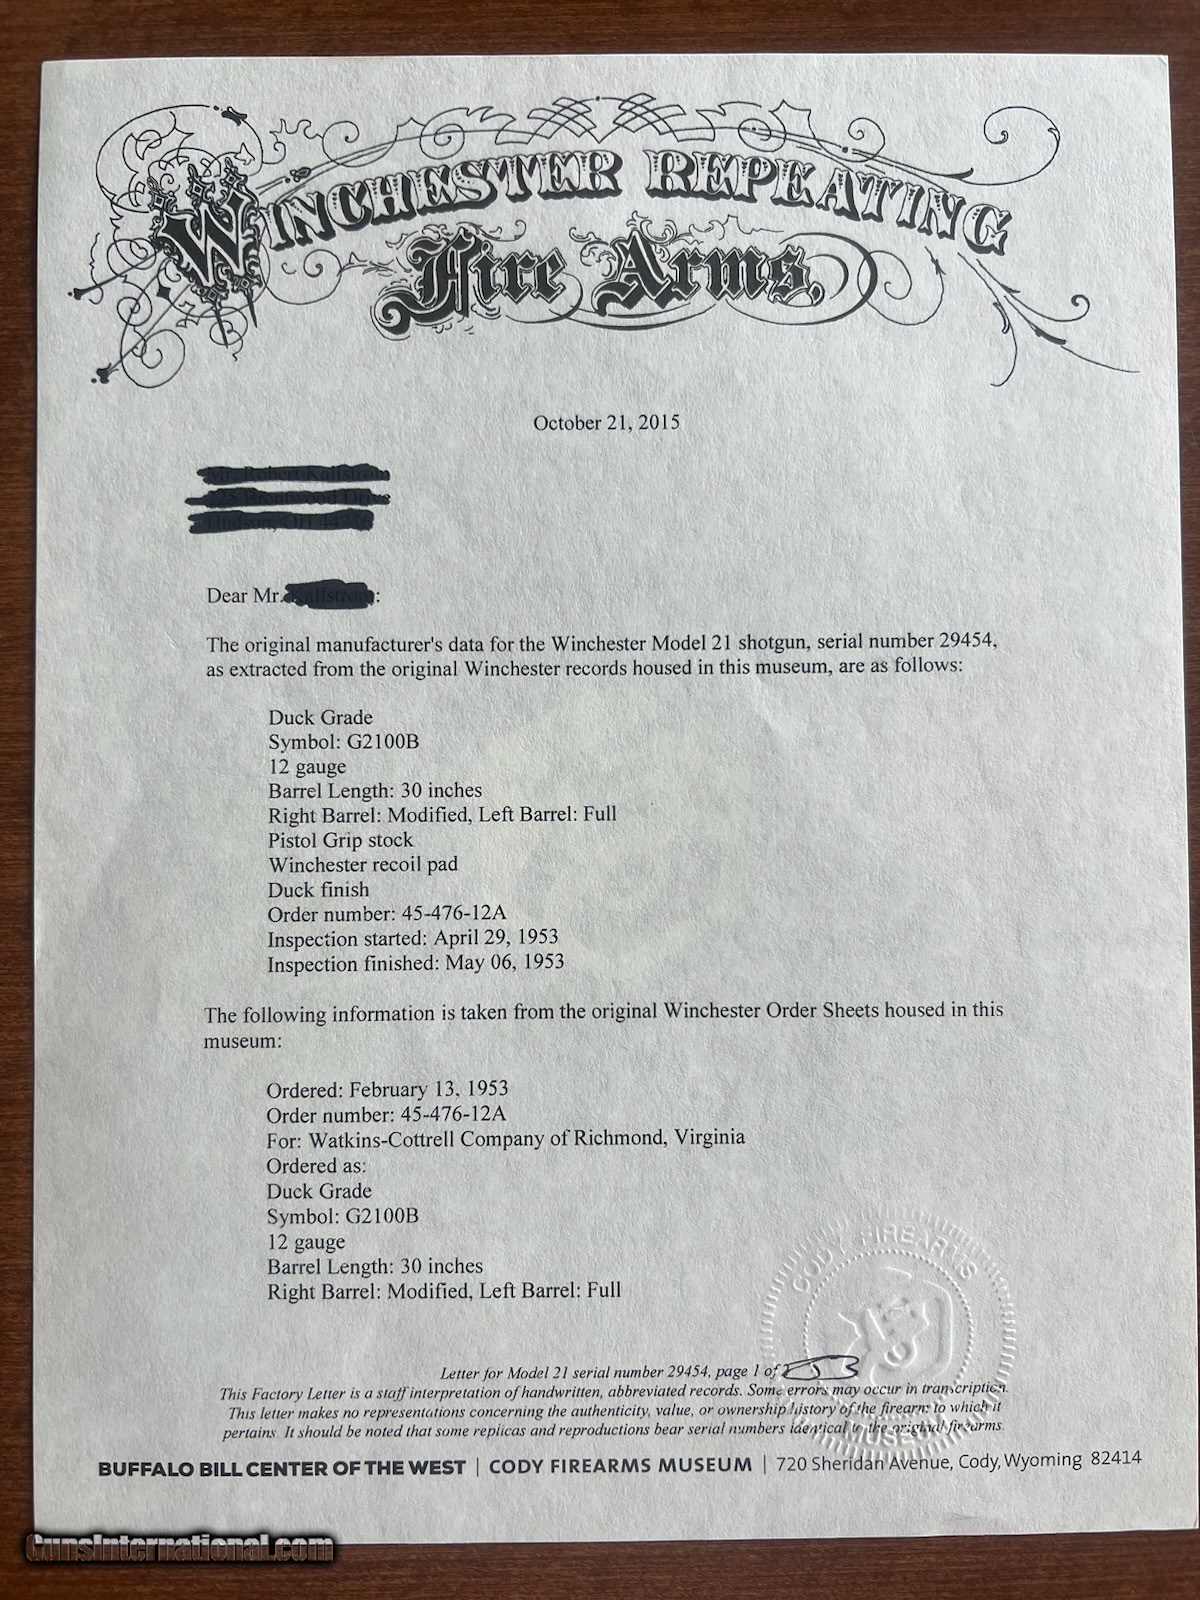 WINCHESTER REPEATING
Fire Arms,
October 21, 2015
Dear Mr. :
The original manufacturer's data for the Winchester Model 21 shotgun, serial number 29454,
as extracted from the original Winchester records housed in this museum, are as follows:
Duck Grade
Symbol: G2100B
12 gauge
Barrel Length: 30 inches
Right Barrel: Modified, Left Barrel: Full
Pistol Grip stock
Winchester recoil pad
Duck finish
Order number: 45-476-12A
Inspection started: April 29, 1953
Inspection finished: May 06, 1953
The following information is taken from the original Winchester Order Sheets housed in this
museum:
Ordered: February 13, 1953
Order number: 45-476-12A
For: Watkins-Cottrell Company of Richmond, Virginia
Ordered as:
Duck Grade
Symbol: G2100B
12 gauge
Barrel Length: 30 inches
Right Barrel: Modified, Left Barrel: Full
CODY FIREARMS
MUSEUM
Letter for Model 21 serial number 29454, page 1 of
This Factory Letter is a staff interpretation of handwritten, abbreviated records. Some errors may occur in transcription.
This letter makes no representations concerning the authenticity, value, or ownership history of the firearms to which it
pertains. It should be noted that some replicas and reproductions bear serial numbers identical to the original firearms.
BUFFALO BILL CENTER OF THE WEST | CODY FIREARMS MUSEUM | 720 Sheridan Avenue, Cody, Wyoming 82414
GunsInternational.com